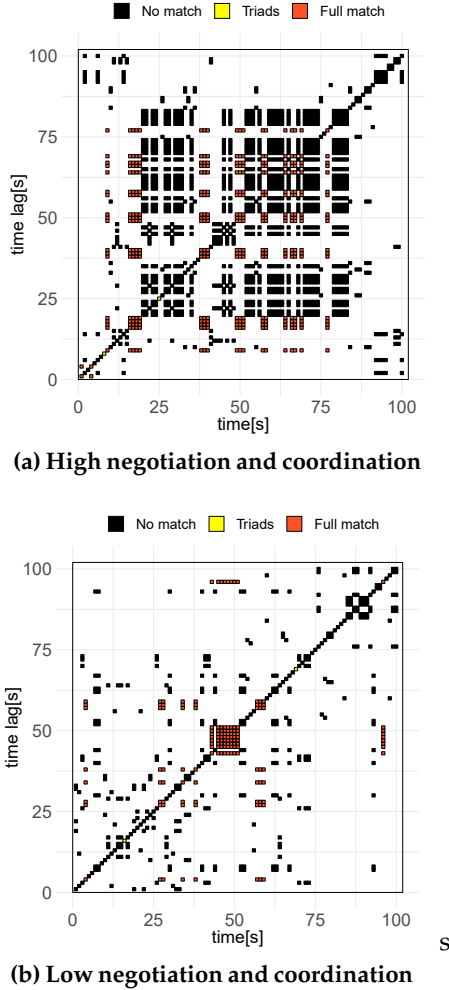 No match Triads Full match
100
75
50
25
0
time lag[s]
0 25 50 75 100
time[s]
(a) High negotiation and coordination
No match Triads Full match
100
75
50
25
0
time lag[s]
0 25 50 75 100
time[s]
s
(b) Low negotiation and coordination